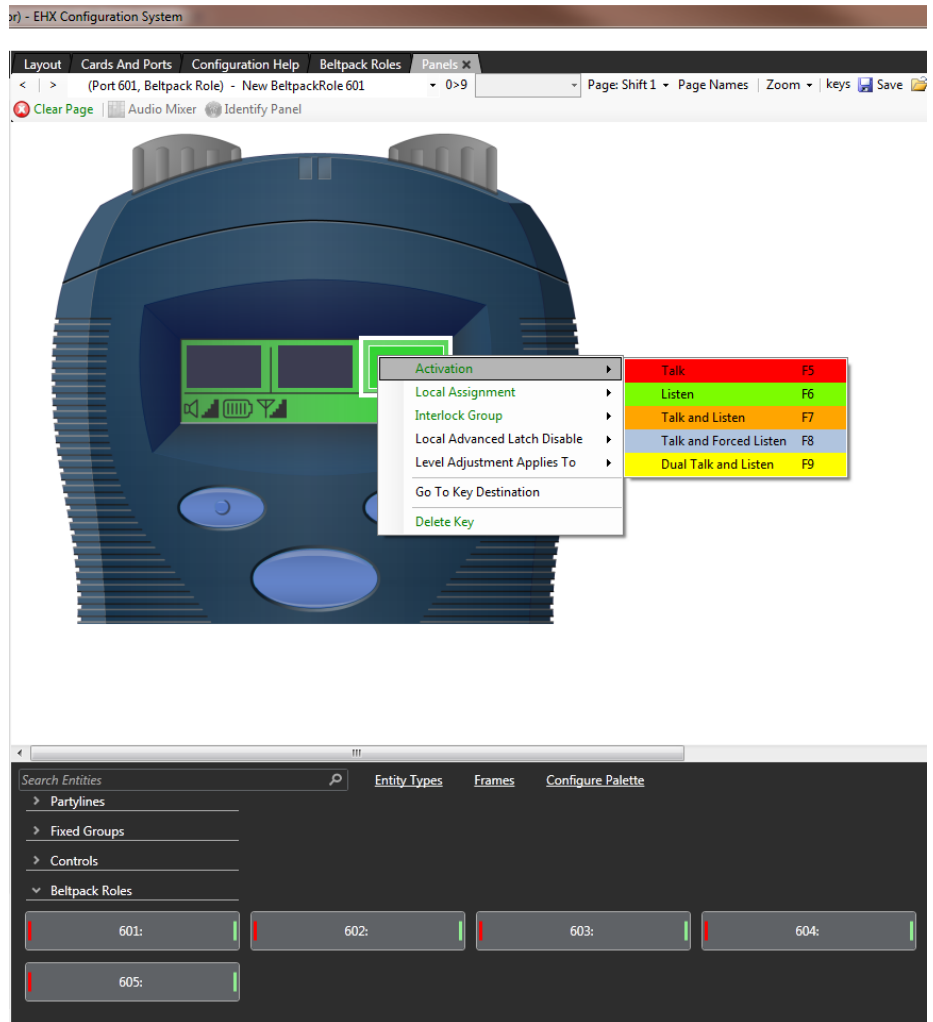 or) - EHX Configuration System
Layout Cards And Ports Configuration Help Beltpack Roles Panels ×
< | > (Port 601, Beltpack Role) - New BeltpackRole 601 0>9 Page: Shift 1 Page Names Zoom keys Save
Clear Page Audio Mixer Identify Panel
Activation
Local Assignment
Interlock Group
Local Advanced Latch Disable
Level Adjustment Applies To
Go To Key Destination
Delete Key
Talk F5
Listen F6
Talk and Listen F7
Talk and Forced Listen F8
Dual Talk and Listen F9
Search Entities Entity Types Frames Configure Palette
Partylines
Fixed Groups
Controls
Beltpack Roles
601: 602: 603: 604:
605: